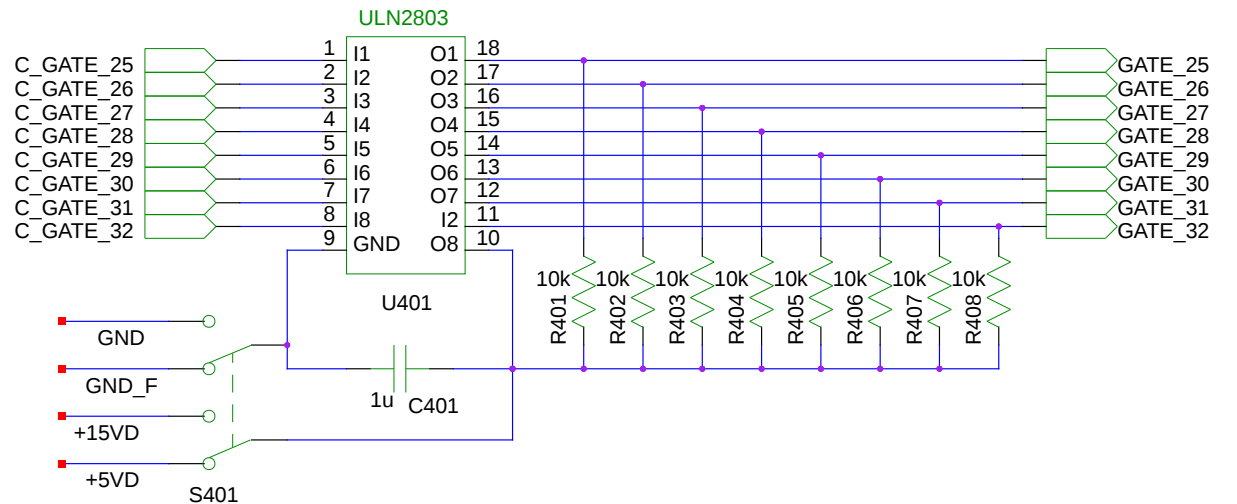 ULN2803
C_GATE_25 1 I1 O1 18 GATE_25
C_GATE_26 2 I2 O2 17 GATE_26
C_GATE_27 3 I3 O3 16 GATE_27
C_GATE_28 4 I4 O4 15 GATE_28
C_GATE_29 5 I5 O5 14 GATE_29
C_GATE_30 6 I6 O6 13 GATE_30
C_GATE_31 7 I7 O7 12 GATE_31
C_GATE_32 8 I8 I2 11 GATE_32
9 GND O8 10
U401
10k 10k 10k 10k 10k 10k 10k 10k
R401 R402 R403 R404 R405 R406 R407 R408
GND
GND_F
1u C401
+15VD
+5VD
S401